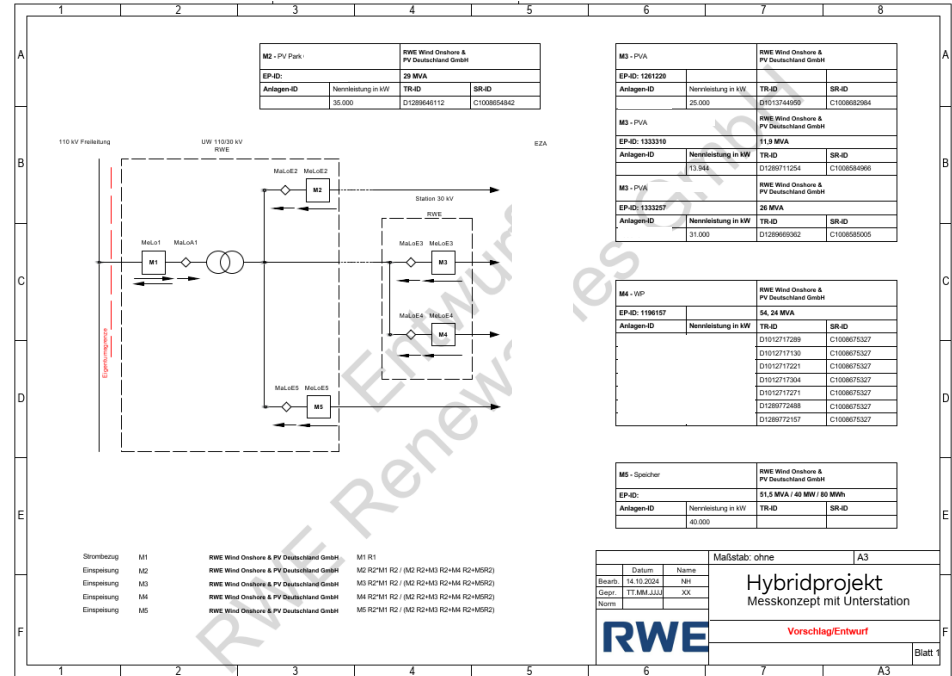 1 2 3 4 5 6 7 8
A A
B B
C C
D D
E E
F F
M2 - PV Park
RWE Wind Onshore &
PV Deutschland GmbH
EP-ID: 29 MVA
Anlagen-ID Nennleistung in kW TR-ID SR-ID
35.000 D1289646112 C1008654842
M3 - PVA
RWE Wind Onshore &
PV Deutschland GmbH
EP-ID: 1261220
Anlagen-ID Nennleistung in kW TR-ID SR-ID
25.000 D1013744950 C1008682984
M3 - PVA
RWE Wind Onshore &
PV Deutschland GmbH
EP-ID: 1333310 11,9 MVA
Anlagen-ID Nennleistung in kW TR-ID SR-ID
13.944 D1289711254 C1008584966
M3 - PVA
RWE Wind Onshore &
PV Deutschland GmbH
EP-ID: 1333257 26 MVA
Anlagen-ID Nennleistung in kW TR-ID SR-ID
31.000 D1289669362 C1008585005
110 kV Freileitung
UW 110/30 kV
RWE
EZA
MaLoE2 MeLoE2
M2
Station 30 kV
RWE
MeLo1 MaLoA1
M1
MaLoE3 MeLoE3
M3
MaLoE4 MeLoE4
M4
Eigentumsgrenze
MaLoE5 MeLoE5
M5
M4 - WP
RWE Wind Onshore &
PV Deutschland GmbH
EP-ID: 1196157 54, 24 MVA
Anlagen-ID Nennleistung in kW TR-ID SR-ID
D1012717289 C1008675327
D1012717130 C1008675327
D1012717221 C1008675327
D1012717304 C1008675327
D1012717271 C1008675327
D1289772488 C1008675327
D1289772157 C1008675327
M5 - Speicher
RWE Wind Onshore &
PV Deutschland GmbH
EP-ID: 51,5 MVA / 40 MW / 80 MWh
Anlagen-ID Nennleistung in kW TR-ID SR-ID
40.000
Strombezug M1 RWE Wind Onshore & PV Deutschland GmbH M1 R1
Einspeisung M2 RWE Wind Onshore & PV Deutschland GmbH M2 R2*M1 R2 / (M2 R2+M3 R2+M4 R2+M5R2)
Einspeisung M3 RWE Wind Onshore & PV Deutschland GmbH M3 R2*M1 R2 / (M2 R2+M3 R2+M4 R2+M5R2)
Einspeisung M4 RWE Wind Onshore & PV Deutschland GmbH M4 R2*M1 R2 / (M2 R2+M3 R2+M4 R2+M5R2)
Einspeisung M5 RWE Wind Onshore & PV Deutschland GmbH M5 R2*M1 R2 / (M2 R2+M3 R2+M4 R2+M5R2)
Maßstab: ohne A3
Datum Name
Bearb. 14.10.2024 NH
Gepr. TT.MM.JJJJ XX
Norm
Hybridprojekt
Messkonzept mit Unterstation
RWE
Vorschlag/Entwurf
Blatt 1
1 2 3 4 5 6 7 A3
Entwurf
RWE Renewables GmbH